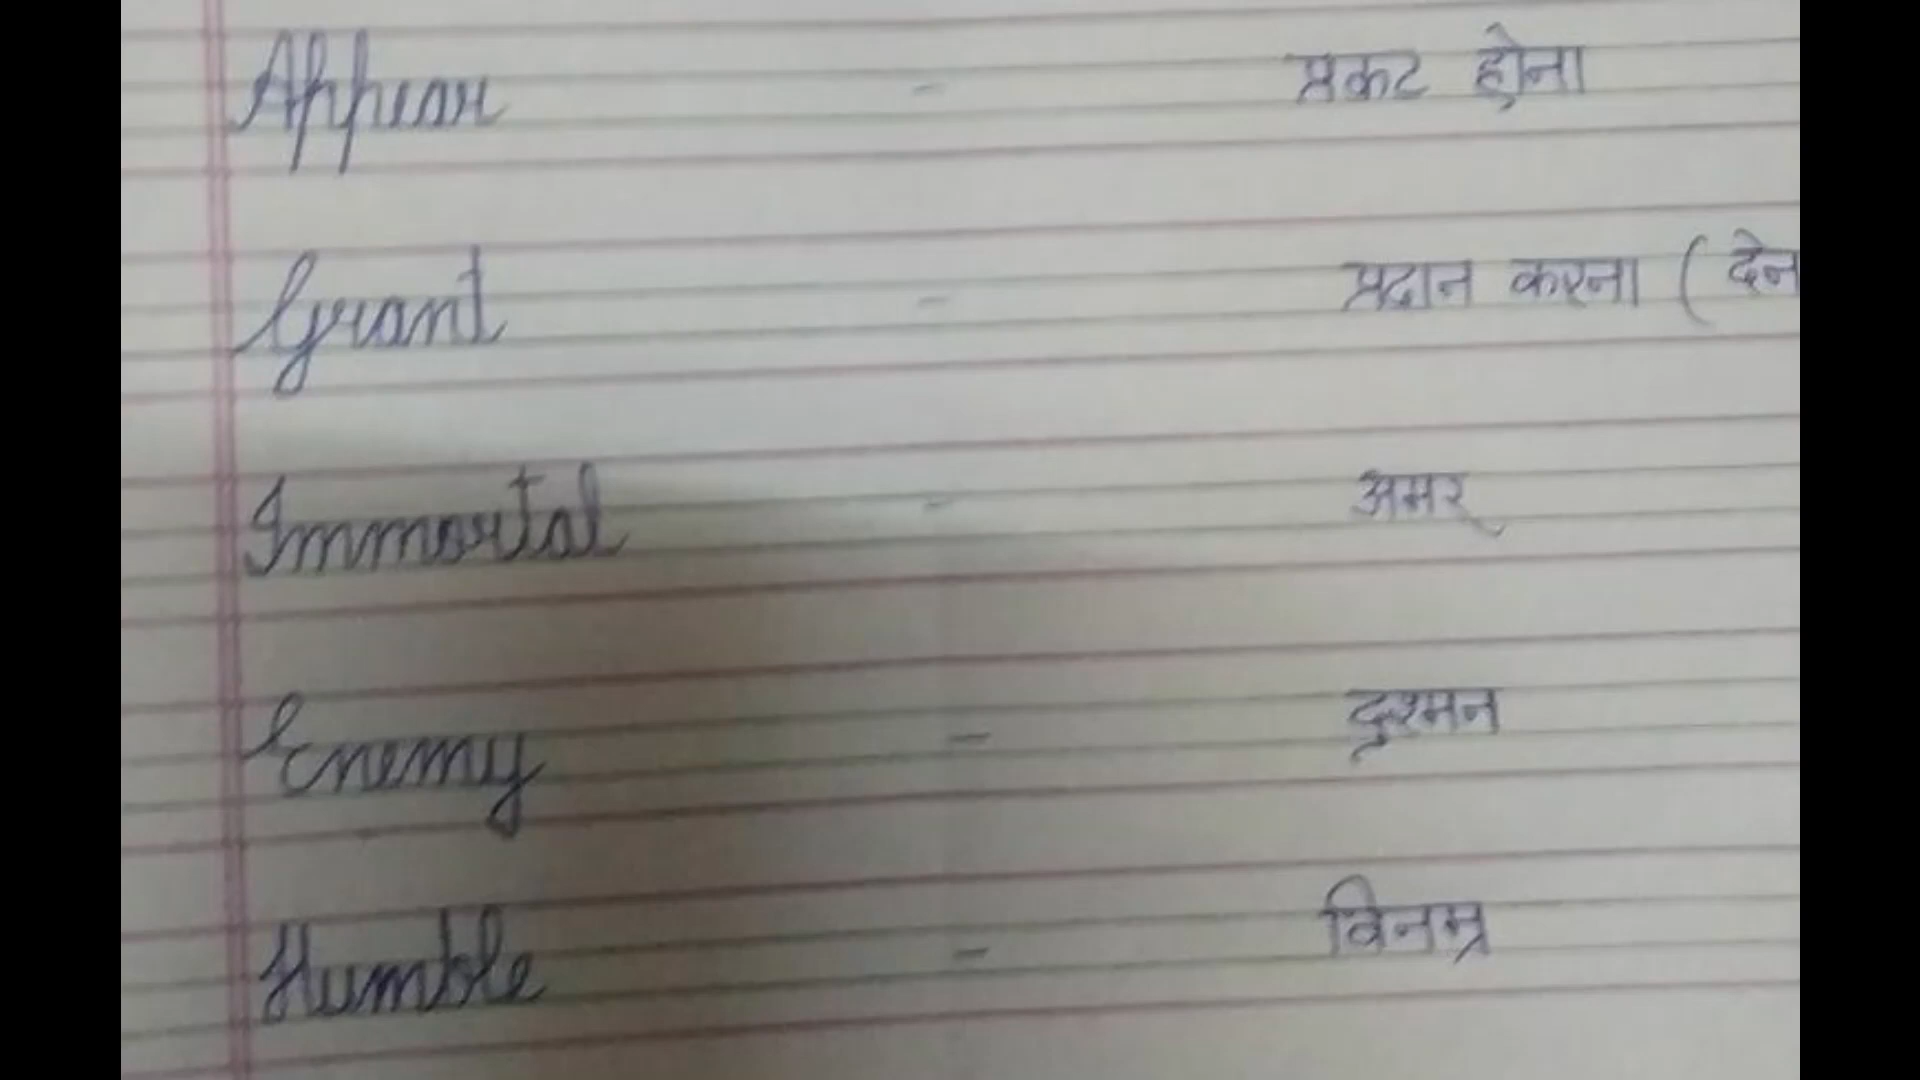 Appear - प्रकट होना
Grant - प्रदान करना ( देन
Immortal - अमर
Enemy - दुश्मन
Humble - विनम्र